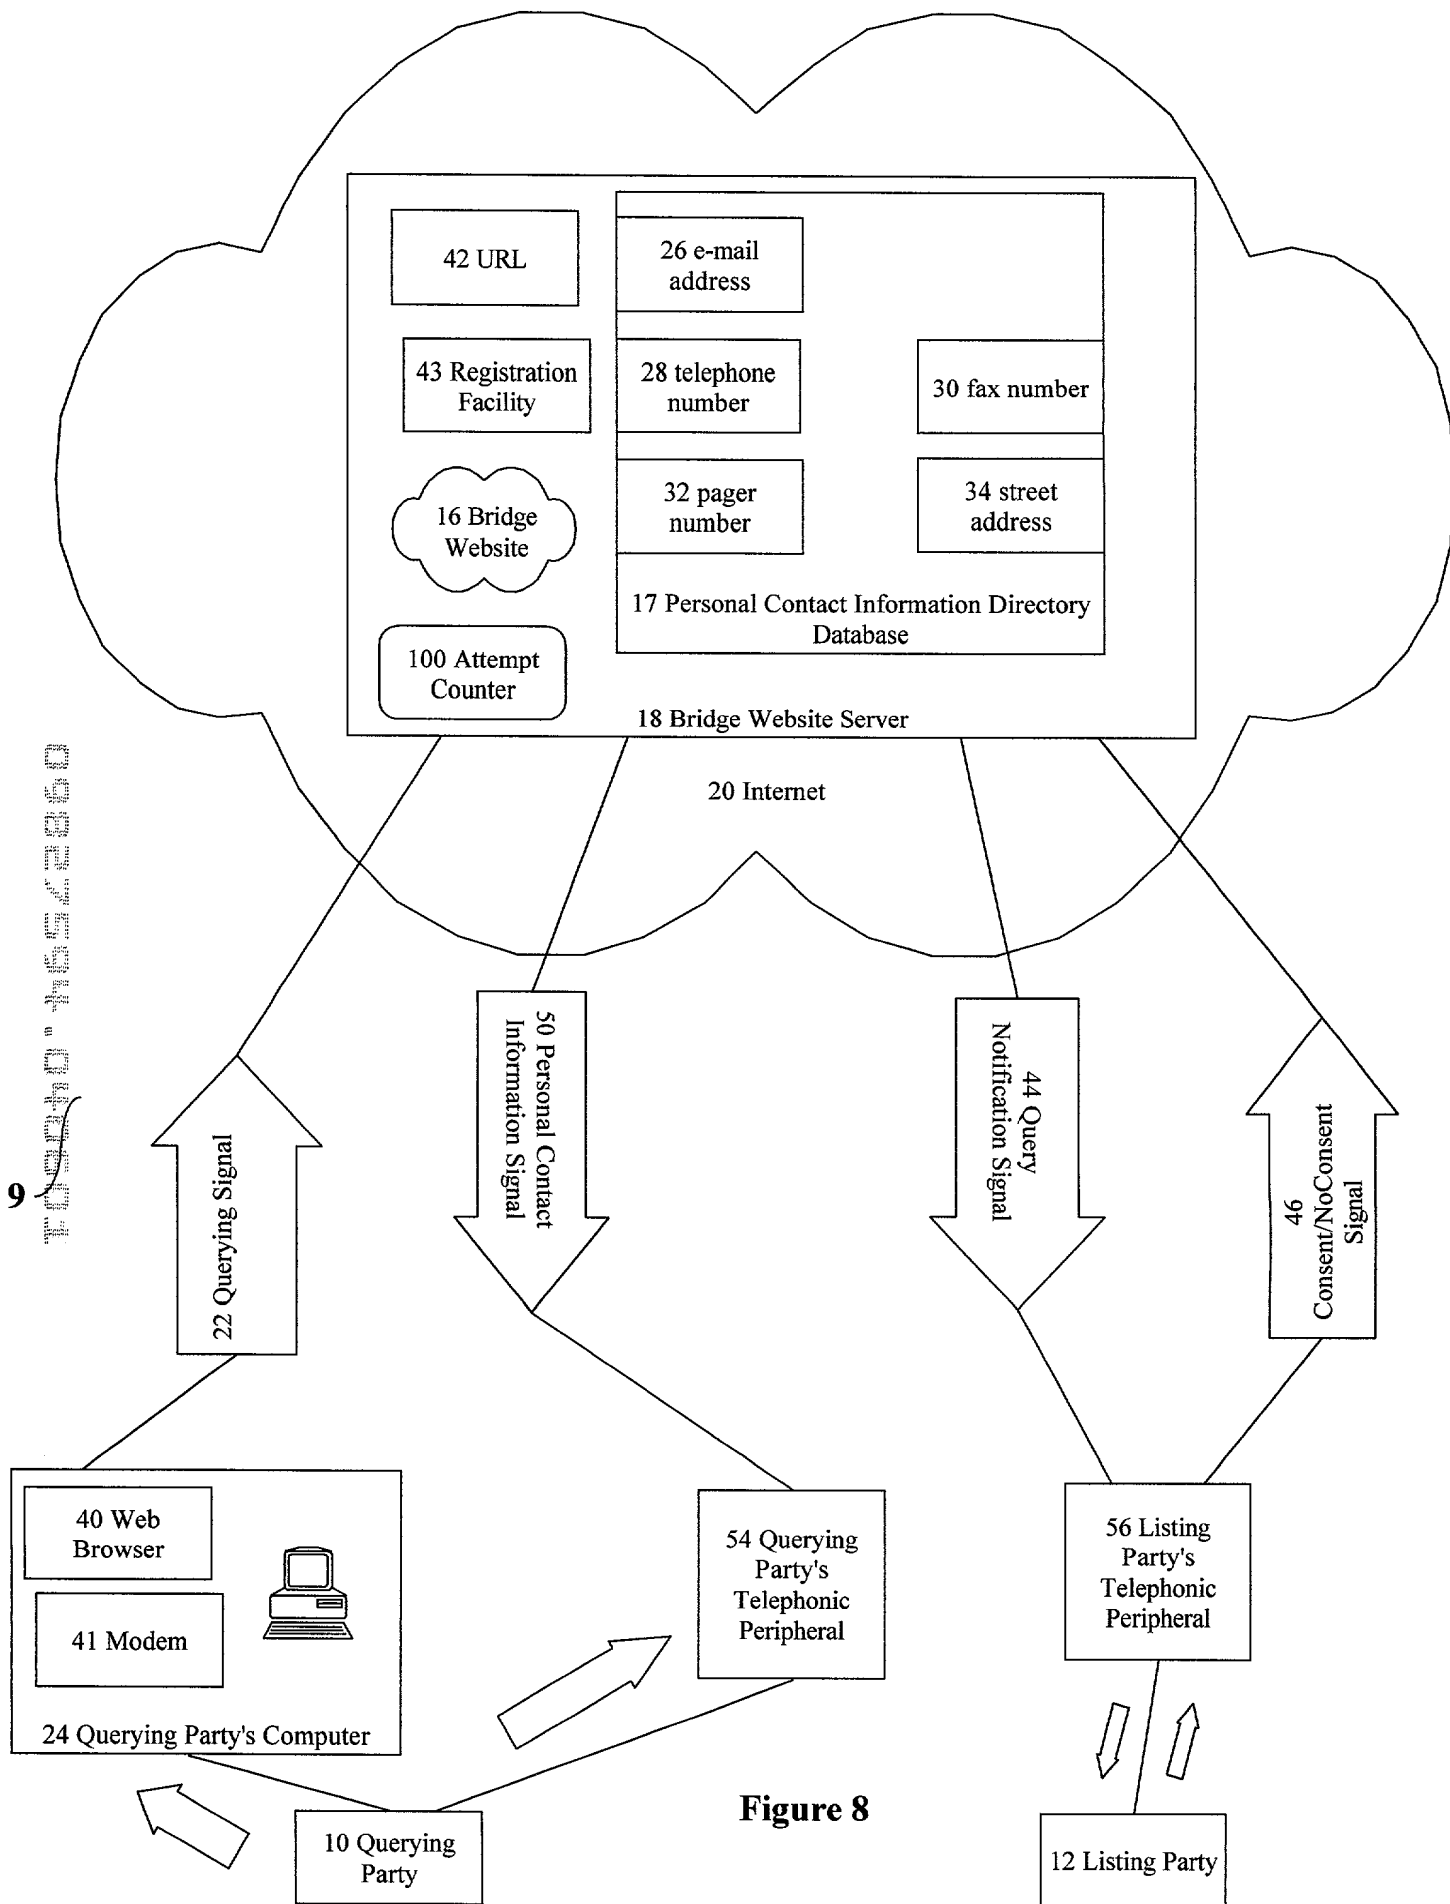 42 URL
26 e-mail
address
43 Registration
Facility
28 telephone
number
30 fax number
16 Bridge
Website
32 pager
number
34 street
address
17 Personal Contact Information Directory
Database
100 Attempt
Counter
18 Bridge Website Server
20 Internet
22 Querying Signal
50 Personal Contact
Information Signal
44 Query
Notification Signal
46
Consent/NoConsent
Signal
9
40 Web
Browser
41 Modem
24 Querying Party's Computer
54 Querying
Party's
Telephonic
Peripheral
56 Listing
Party's
Telephonic
Peripheral
10 Querying
Party
12 Listing Party
Figure 8